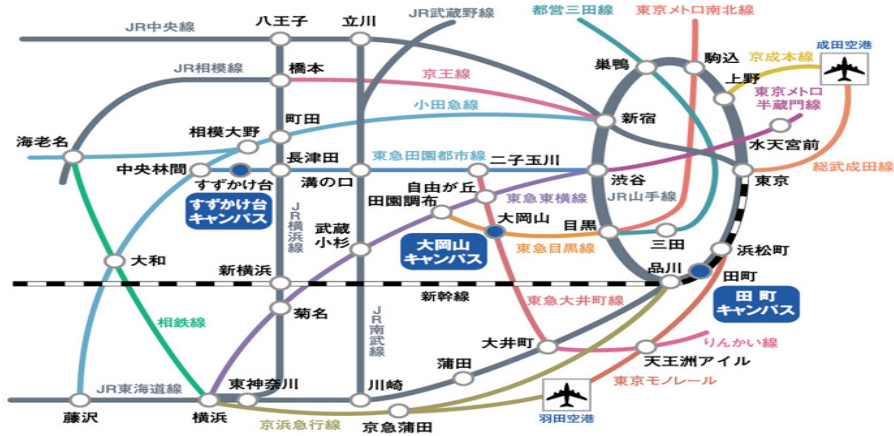 JR中央線
八王子
立川
JR武蔵野線
都営三田線
東京メトロ南北線
JR相模線
橋本
京王線
巣鴨
駒込
京成本線
成田空港
上野
小田急線
東京メトロ
半蔵門線
町田
新宿
海老名
相模大野
水天宮前
中央林間
長津田
東急田園都市線
二子玉川
すずかけ台
溝の口
渋谷
東京
総武成田線
すずかけ台
キャンパス
自由が丘
東急東横線
JR山手線
田園調布
大岡山
目黒
JR横浜線
武蔵
小杉
大岡山
キャンパス
東急目黒線
三田
浜松町
大和
新横浜
品川
田町
新幹線
田町
キャンパス
東急大井町線
菊名
相鉄線
JR南武線
大井町
りんかい線
天王洲アイル
蒲田
JR東海道線
東神奈川
東京モノレール
藤沢
横浜
川崎
京浜急行線
京急蒲田
羽田空港